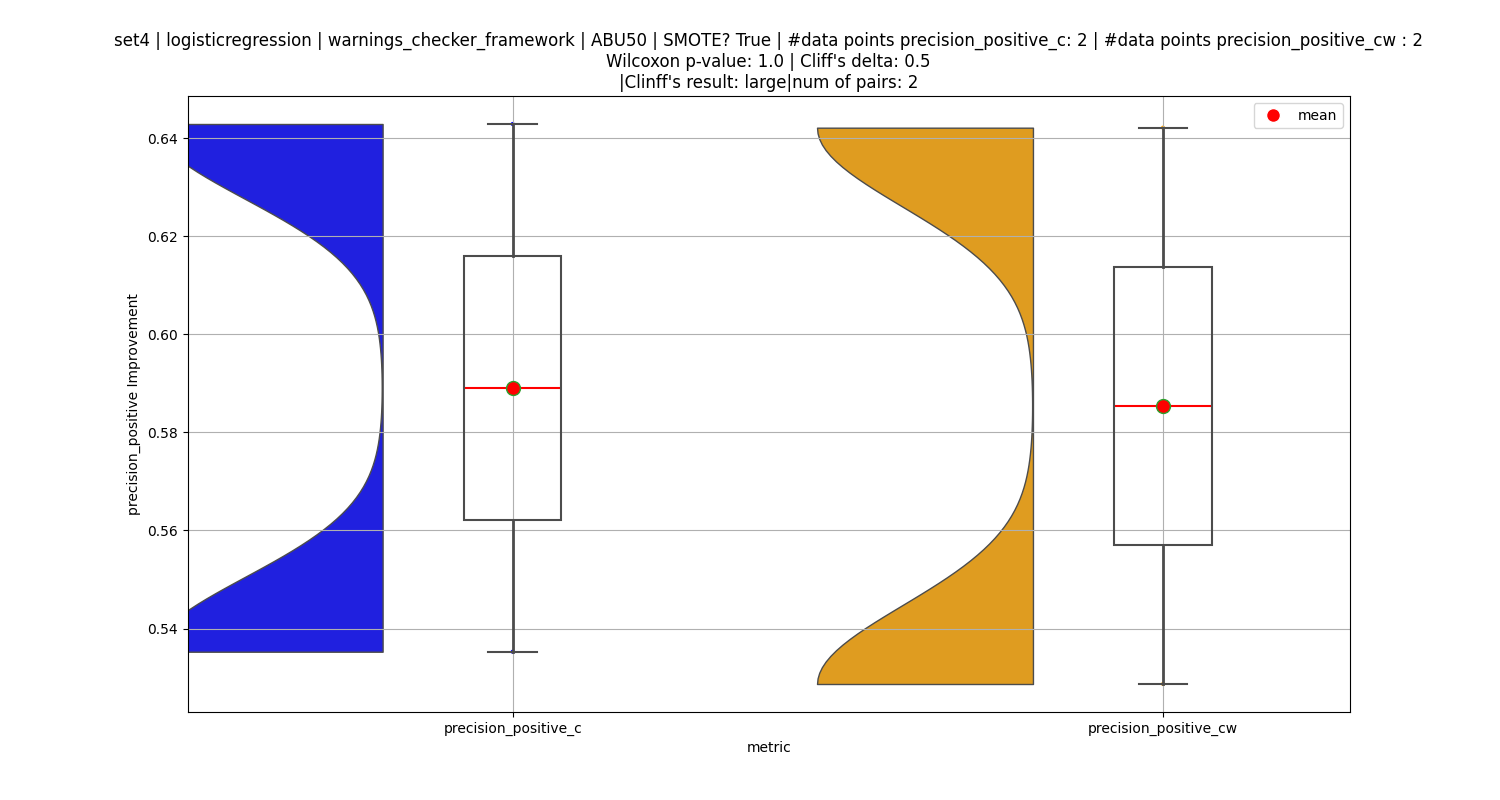 set4 | logisticregression | warnings_checker_framework | ABU50 | SMOTE? True | #data points precision_positive_c: 2 | #data points precision_positive_cw : 2
Wilcoxon p-value: 1.0 | Cliff's delta: 0.5
|Clinff's result: large|num of pairs: 2
mean
0.64
0.62
0.60
0.58
0.56
0.54
precision_positive Improvement
precision_positive_c
precision_positive_cw
metric